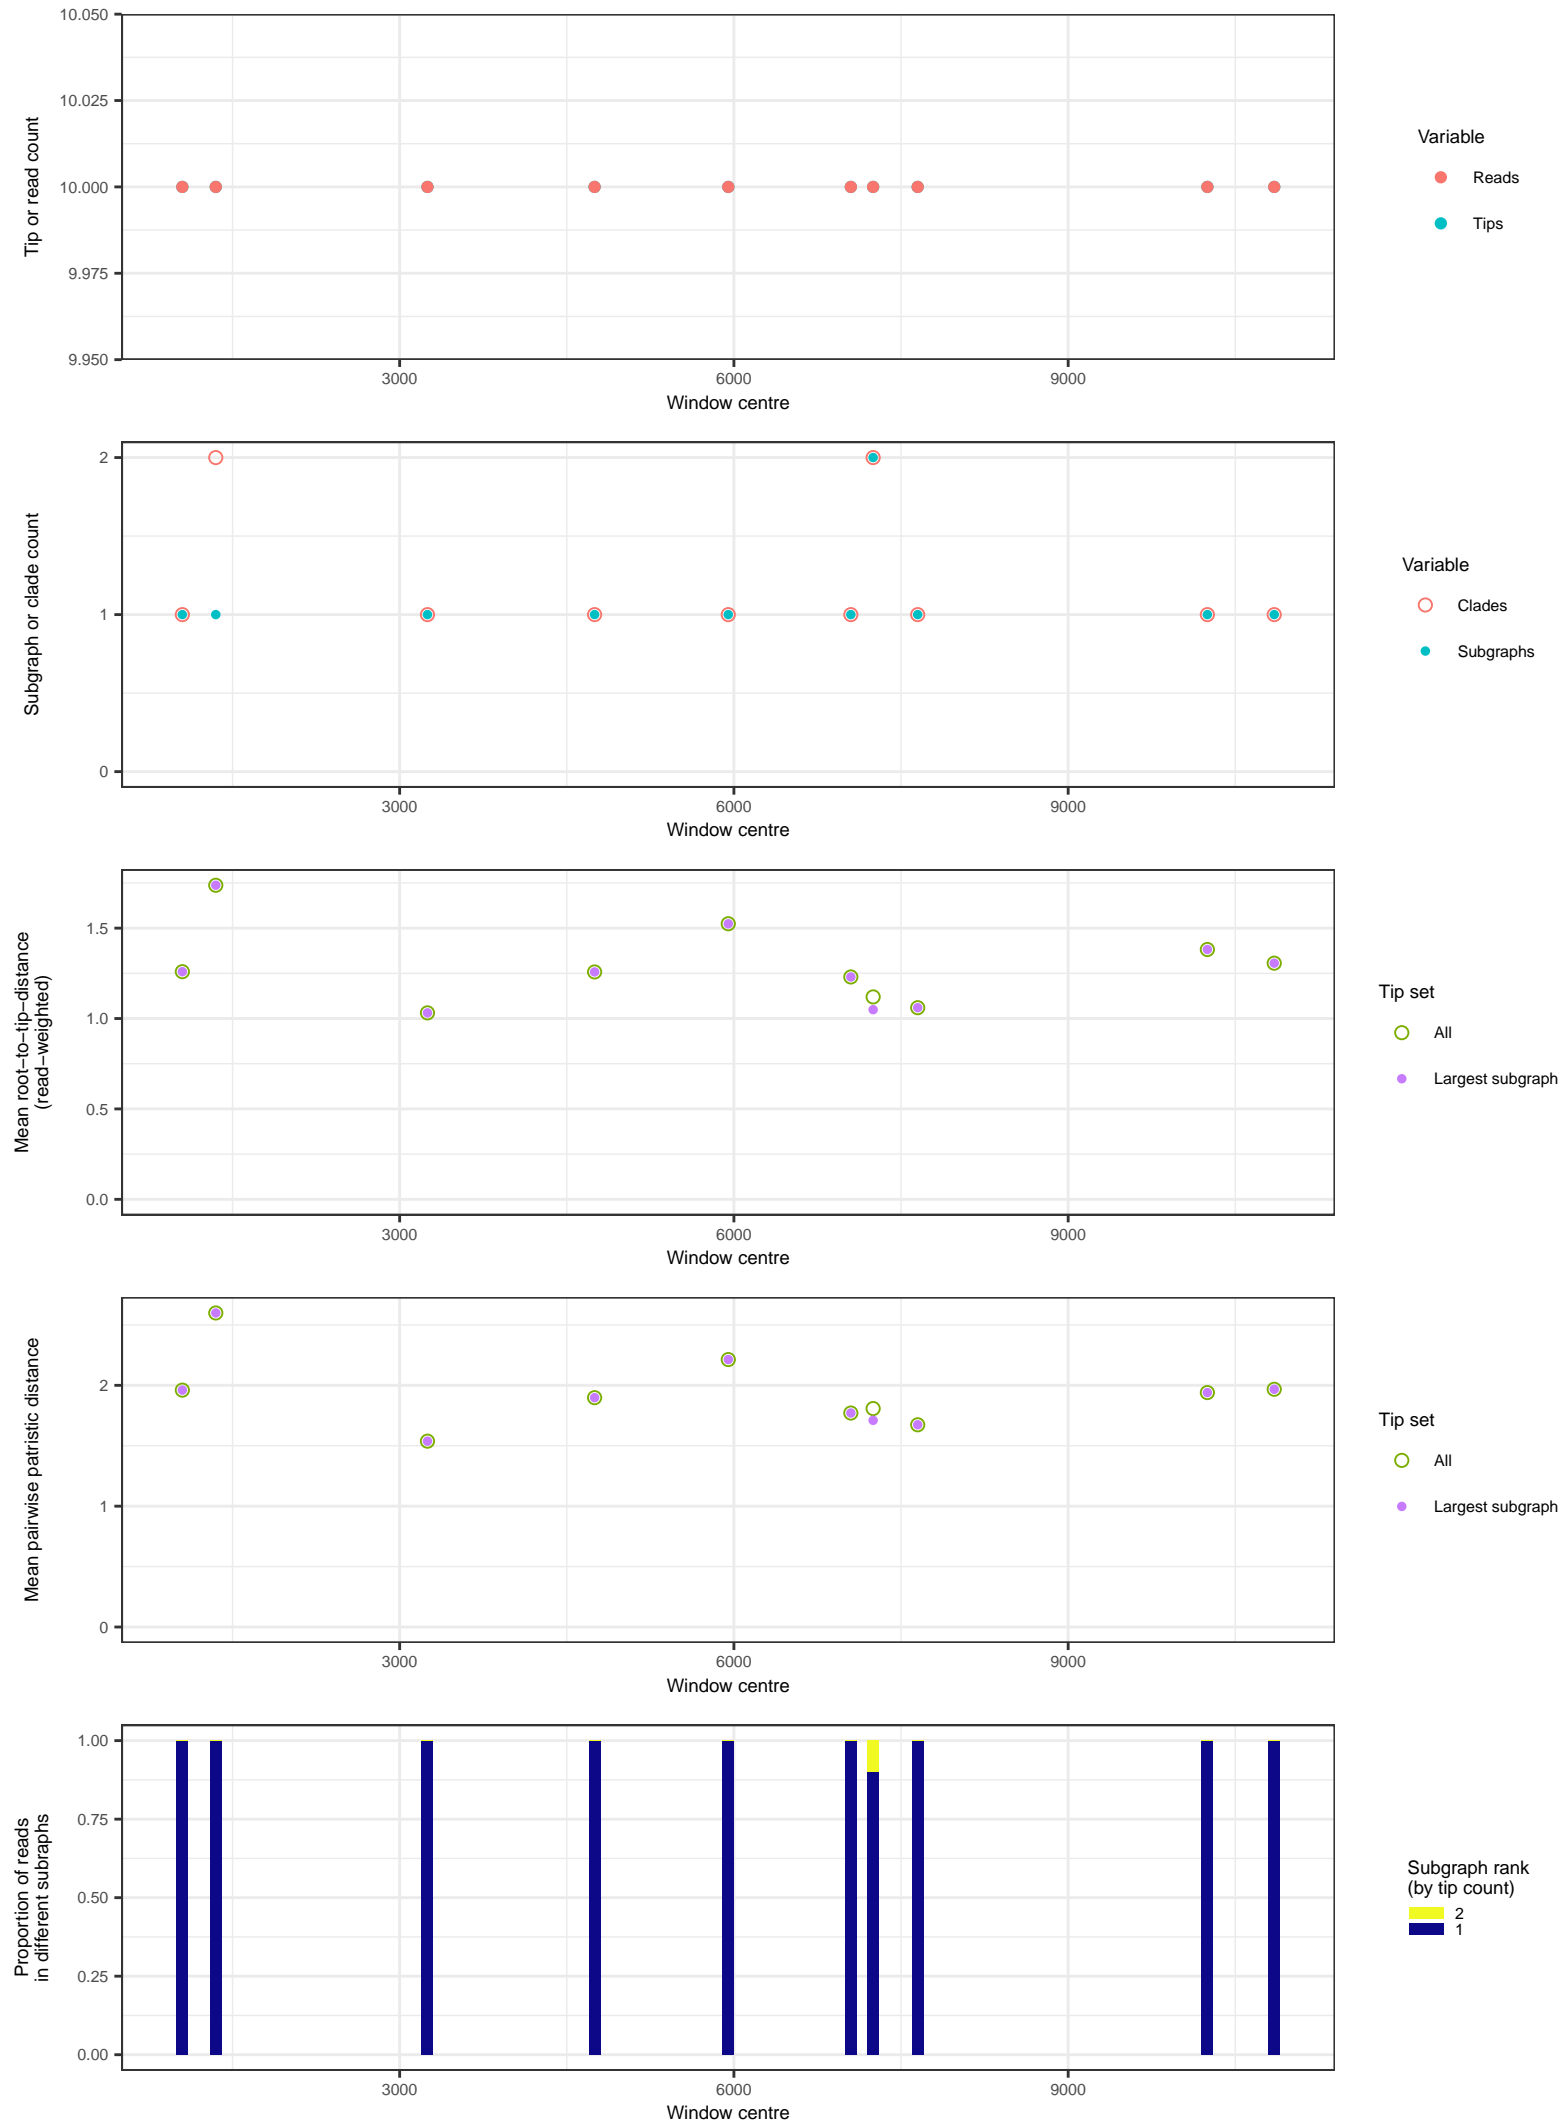 10.050
10.025
10.000
9.975
9.950
Tip or read count
3000
6000
9000
Window centre
Variable
Reads
Tips
2
1
0
Subgraph or clade count
3000
6000
9000
Window centre
Variable
Clades
Subgraphs
1.5
1.0
0.5
0.0
Mean root−to−tip−distance
(read−weighted)
3000
6000
9000
Window centre
Tip set
All
Largest subgraph
2
1
0
Mean pairwise patristic distance
3000
6000
9000
Window centre
Tip set
All
Largest subgraph
1.00
0.75
0.50
0.25
0.00
Proportion of reads
in different subraphs
3000
6000
9000
Window centre
Subgraph rank
(by tip count)
2
1